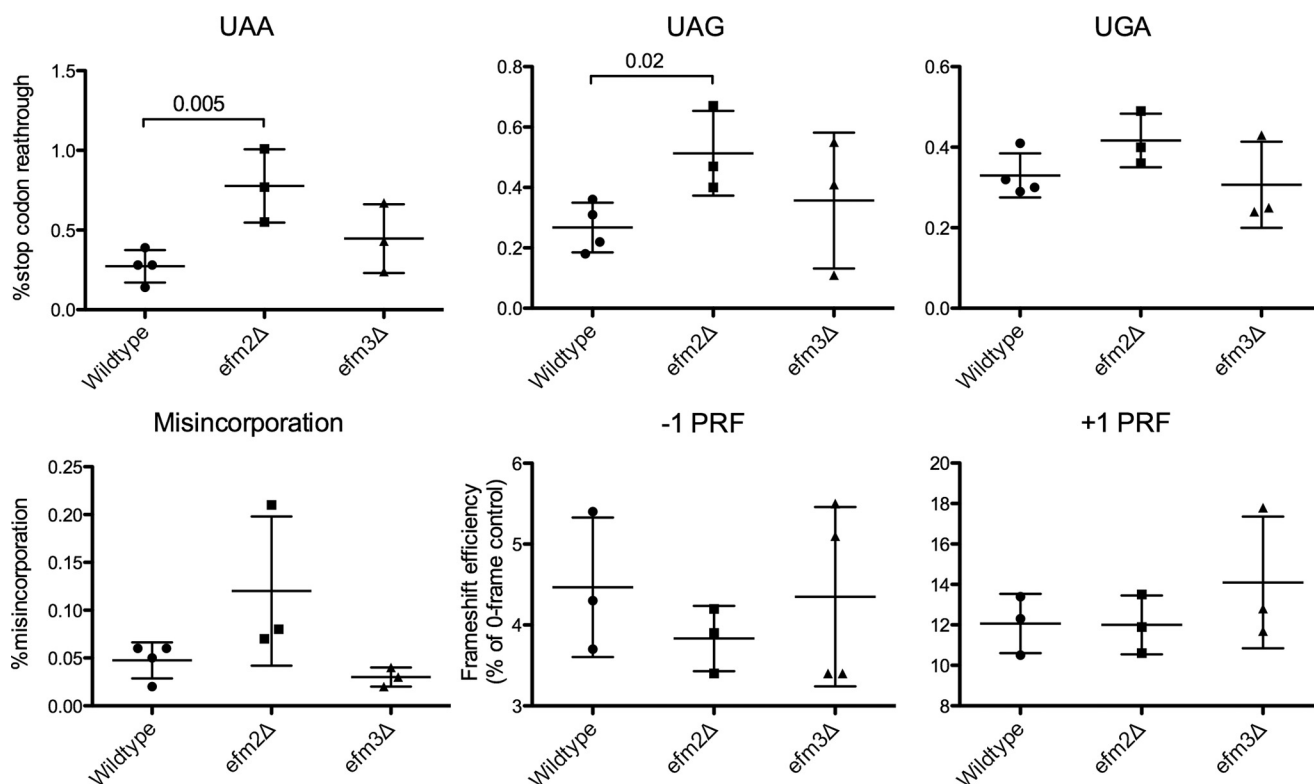 UAA
UAG
UGA
%stop codon reathrough
1.5
1.0
0.5
0.0
0.005
Wildtype
efm2Δ
efm3Δ
0.8
0.6
0.4
0.2
0.0
0.02
Wildtype
efm2Δ
efm3Δ
0.6
0.4
0.2
0.0
Wildtype
efm2Δ
efm3Δ
Misincorporation
-1 PRF
+1 PRF
%misincorporation
0.25
0.20
0.15
0.10
0.05
0.00
Wildtype
efm2Δ
efm3Δ
Frameshift efficiency
(% of 0-frame control)
6
5
4
3
Wildtype
efm2Δ
efm3Δ
20
18
16
14
12
10
8
Wildtype
efm2Δ
efm3Δ